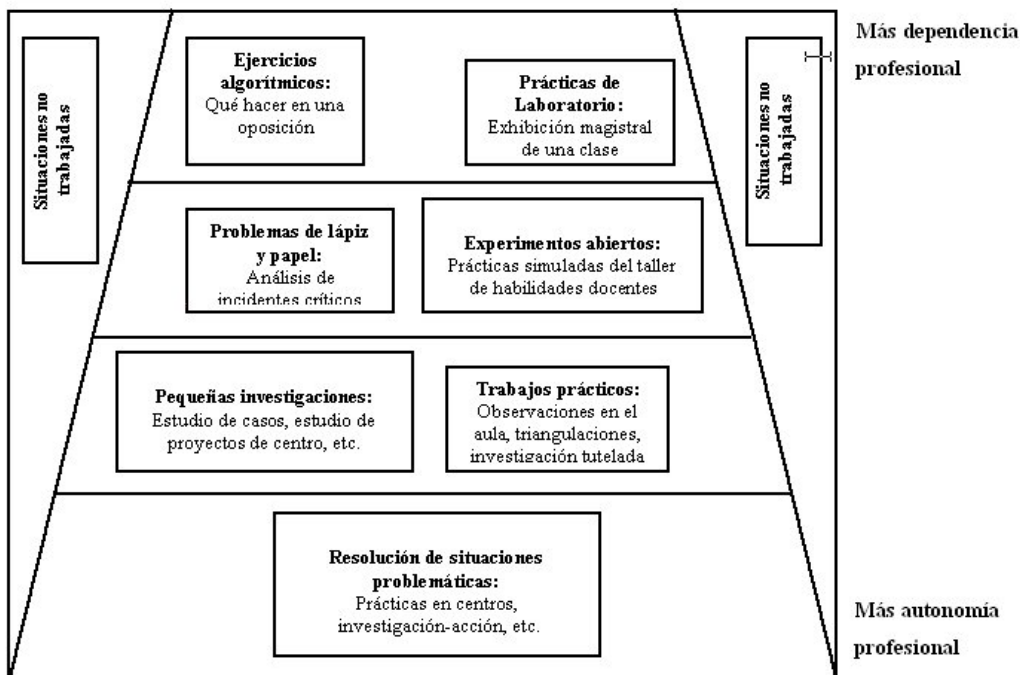 Más dependencia
profesional
Situaciones no
trabajadas
Ejercicios
algorítmicos:
Qué hacer en una
oposición
Prácticas de
Laboratorio:
Exhibición magistral
de una clase
Situaciones no
trabajadas
Problemas de lápiz
y papel:
Análisis de
incidentes críticos
Experimentos abiertos:
Prácticas simuladas del taller
de habilidades docentes
Pequeñas investigaciones:
Estudio de casos, estudio de
proyectos de centro, etc.
Trabajos prácticos:
Observaciones en el
aula, triangulaciones,
investigación tutelada
Resolución de situaciones
problemáticas:
Prácticas en centros,
investigación-acción, etc.
Más autonomía
profesional